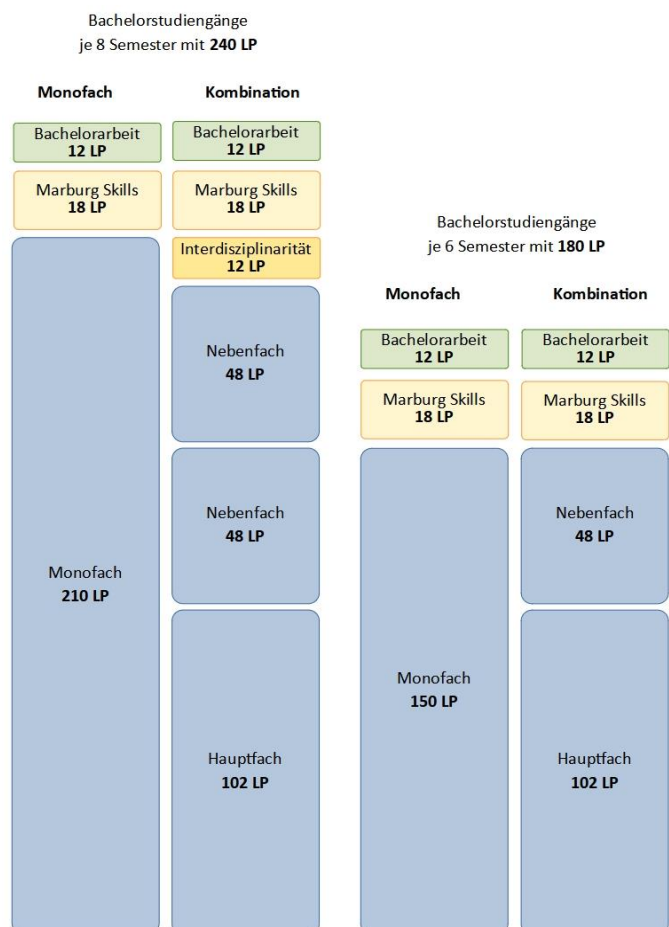 Bachelorstudiengänge
je 8 Semester mit 240 LP
Monofach
Kombination
Bachelorarbeit
12 LP
Bachelorarbeit
12 LP
Marburg Skills
18 LP
Marburg Skills
18 LP
Interdisziplinarität
12 LP
Nebenfach
48 LP
Nebenfach
48 LP
Monofach
210 LP
Hauptfach
102 LP
Bachelorstudiengänge
je 6 Semester mit 180 LP
Monofach
Kombination
Bachelorarbeit
12 LP
Bachelorarbeit
12 LP
Marburg Skills
18 LP
Marburg Skills
18 LP
Nebenfach
48 LP
Monofach
150 LP
Hauptfach
102 LP